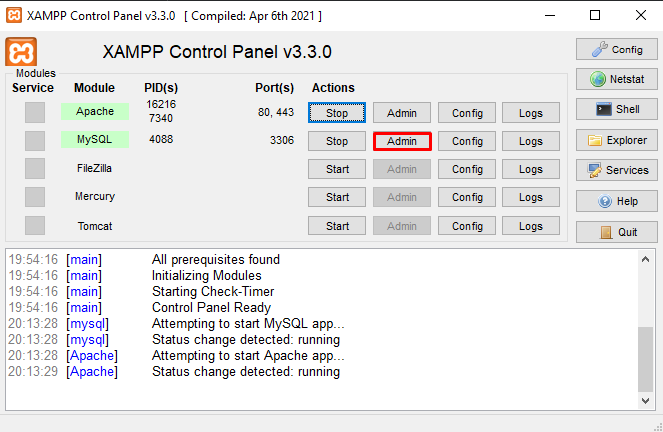 XAMPP Control Panel v3.3.0 [ Compiled: Apr 6th 2021 ]
XAMPP Control Panel v3.3.0
Config
Modules
Service Module PID(s) Port(s) Actions
Netstat
Apache 16216 7340 80, 443 Stop Admin Config Logs
Shell
MySQL 4088 3306 Stop Admin Config Logs
Explorer
FileZilla Start Admin Config Logs
Services
Mercury Start Admin Config Logs
Help
Tomcat Start Admin Config Logs
Quit
19:54:16 [main] All prerequisites found
19:54:16 [main] Initializing Modules
19:54:16 [main] Starting Check-Timer
19:54:16 [main] Control Panel Ready
20:13:28 [mysql] Attempting to start MySQL app...
20:13:28 [mysql] Status change detected: running
20:13:28 [Apache] Attempting to start Apache app...
20:13:29 [Apache] Status change detected: running